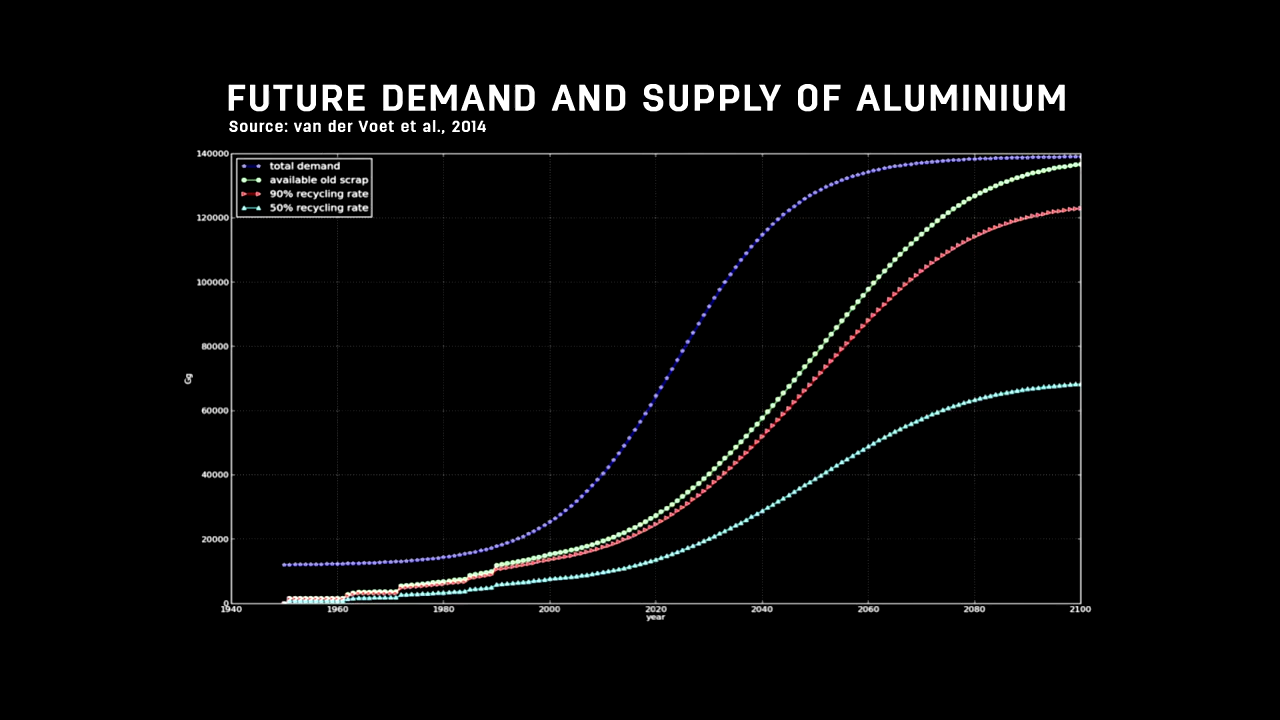 FUTURE DEMAND AND SUPPLY OF ALUMINIUM
Source: van der Voet et al., 2014
140000
total demand
available old scrap
90% recycling rate
50% recycling rate
120000
100000
80000
Gg
60000
40000
20000
0
1940 1960 1980 2000 2020 2040 2060 2080 2100
year